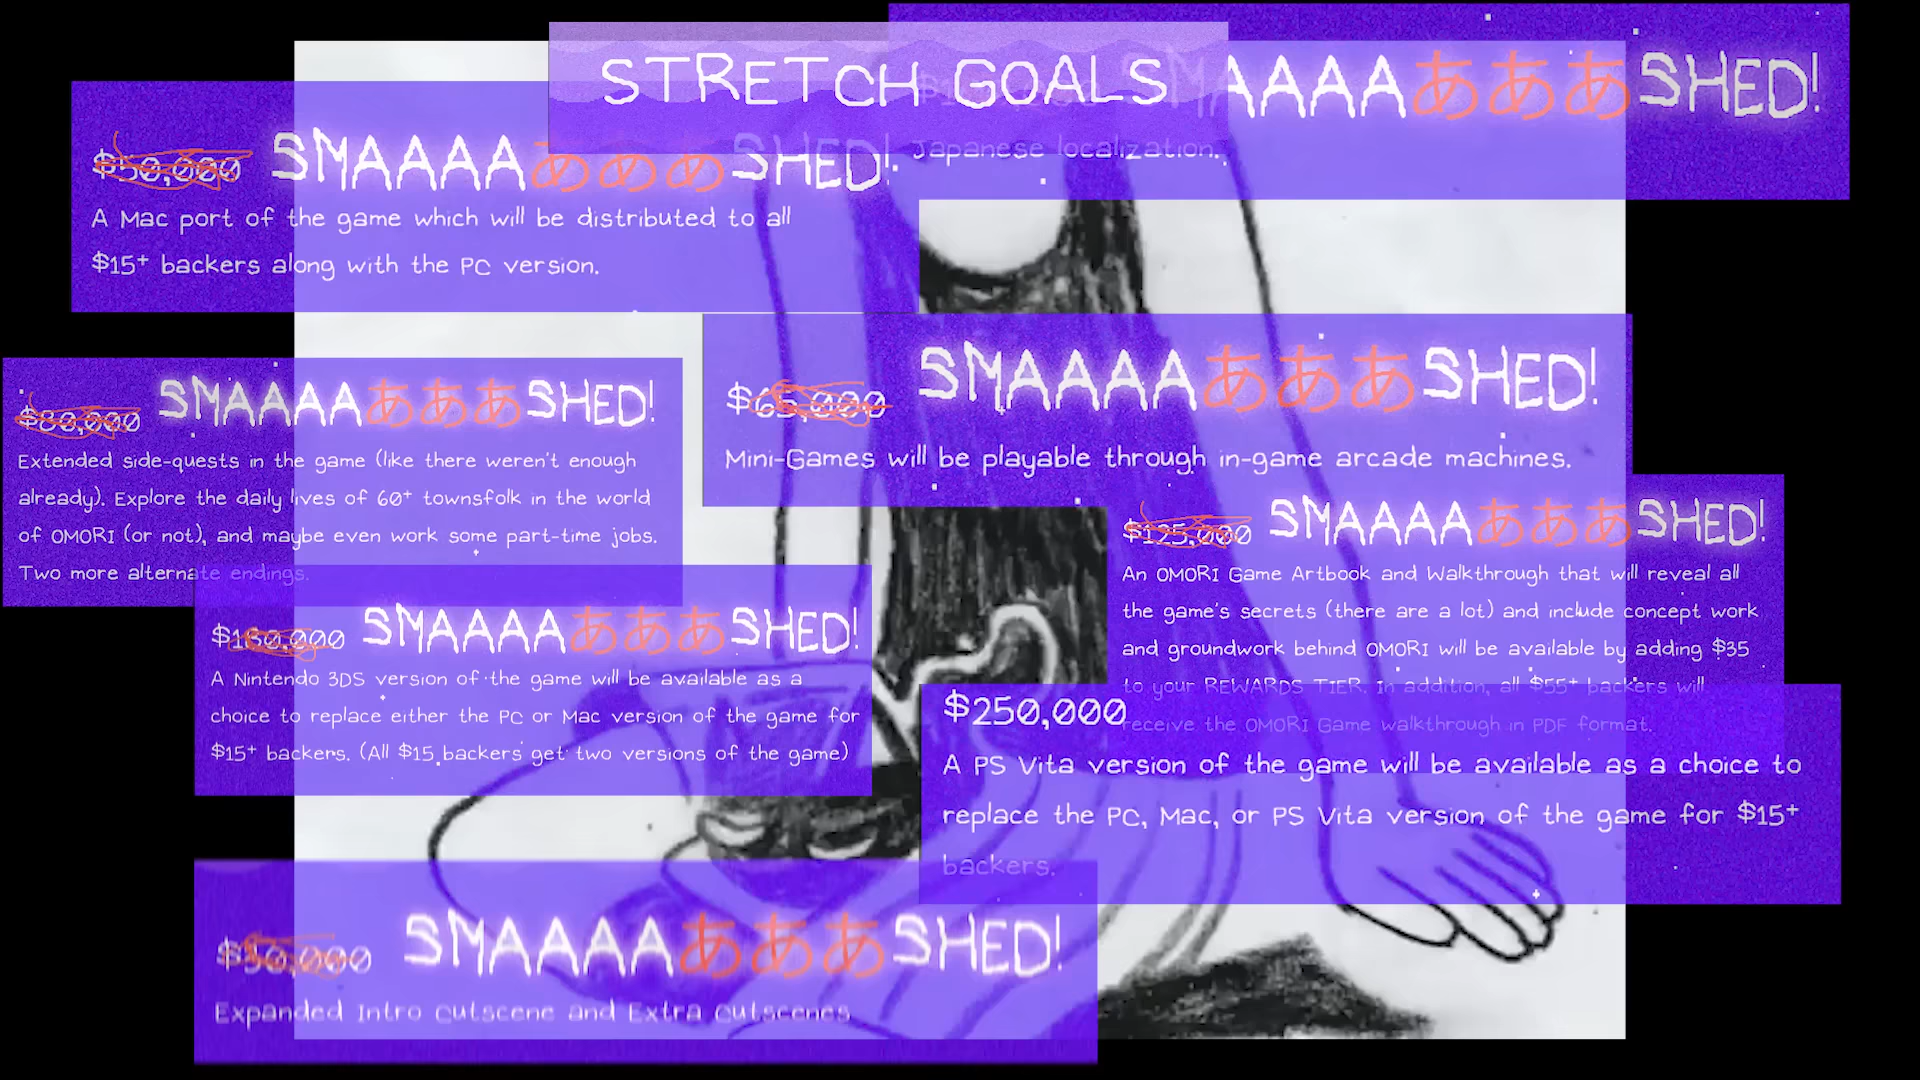 STRETCH GOALS
SMAAAAあああSHED!
Japanese localization.
$50,000 SMAAAAあああSHED!
A Mac port of the game which will be distributed to all
$15+ backers along with the PC version.
$65,000 SMAAAAあああSHED!
Mini-Games will be playable through in-game arcade machines.
$80,000 SMAAAAあああSHED!
Extended side-quests in the game (like there weren't enough
already). Explore the daily lives of 60+ townsfolk in the world
of OMORI (or not), and maybe even work some part-time jobs.
Two more alternate endings.
$125,000 SMAAAAあああSHED!
An OMORI Game Artbook and Walkthrough that will reveal all
the game's secrets (there are a lot) and include concept work
and groundwork behind OMORI will be available by adding $35
to your REWARDS TIER. In addition, all $55+ backers will
receive the OMORI Game walkthrough in PDF format.
SMAAAAあああSHED!
A Nintendo 3DS version of the game will be available as a
choice to replace either the PC or Mac version of the game for
$15+ backers. (All $15 backers get two versions of the game)
$250,000
A PS Vita version of the game will be available as a choice to
replace the PC, Mac, or PS Vita version of the game for $15+
backers.
SMAAAAあああSHED!
Expanded Intro cutscene and Extra cutscenes